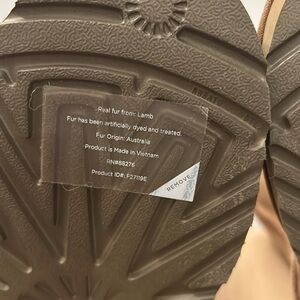 Real fur from: Lamb
Fur has been artificially dyed and treated.
Fur Origin: Australia
Product is Made in Vietnam
RN#88276
Product ID#: F27119E
REMOVE